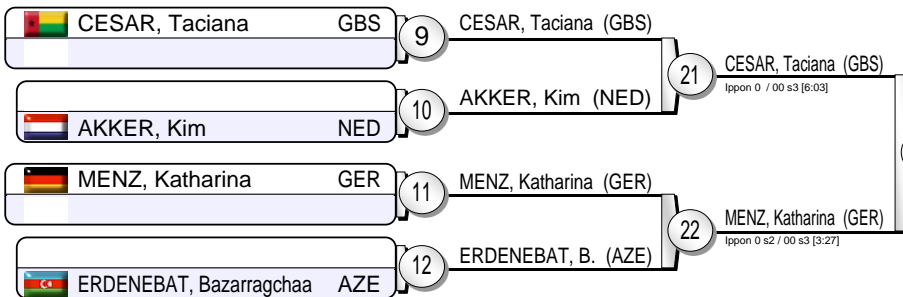 CESAR, Taciana GBS
9
CESAR, Taciana (GBS)
21
CESAR, Taciana (GBS)
Ippon 0 / 00 s3 [6:03]
10
AKKER, Kim (NED)
AKKER, Kim NED
MENZ, Katharina GER
11
MENZ, Katharina (GER)
22
MENZ, Katharina (GER)
Ippon 0 s2 / 00 s3 [3:27]
12
ERDENEBAT, B. (AZE)
ERDENEBAT, Bazarragchaa AZE